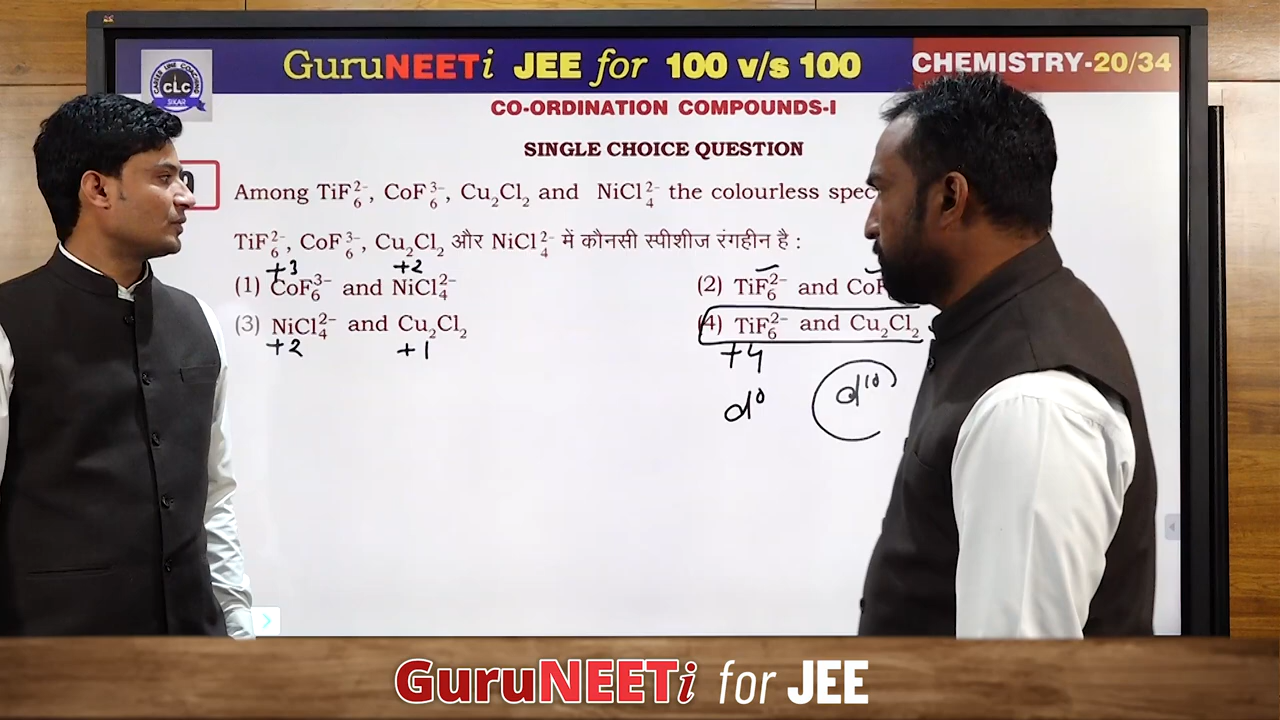 CLC
SIKAR
GuruNEETi JEE for 100 v/s 100
CHEMISTRY-20/34
CO-ORDINATION COMPOUNDS-I
SINGLE CHOICE QUESTION
Among TiF₆²⁻, CoF₆³⁻, Cu₂Cl₂ and NiCl₄²⁻ the colourless
TiF₆²⁻, CoF₆³⁻, Cu₂Cl₂ और NiCl₄²⁻ में कौनसी स्पीशीज रंगहीन है :
+3 +2
(1) CoF₆³⁻ and NiCl₄²⁻
(2) TiF₆²⁻ and
(3) NiCl₄²⁻ and Cu₂Cl₂
(4) TiF₆²⁻ and Cu₂Cl₂
+2 +1
+4
d⁰ d¹⁰
GuruNEETi for JEE